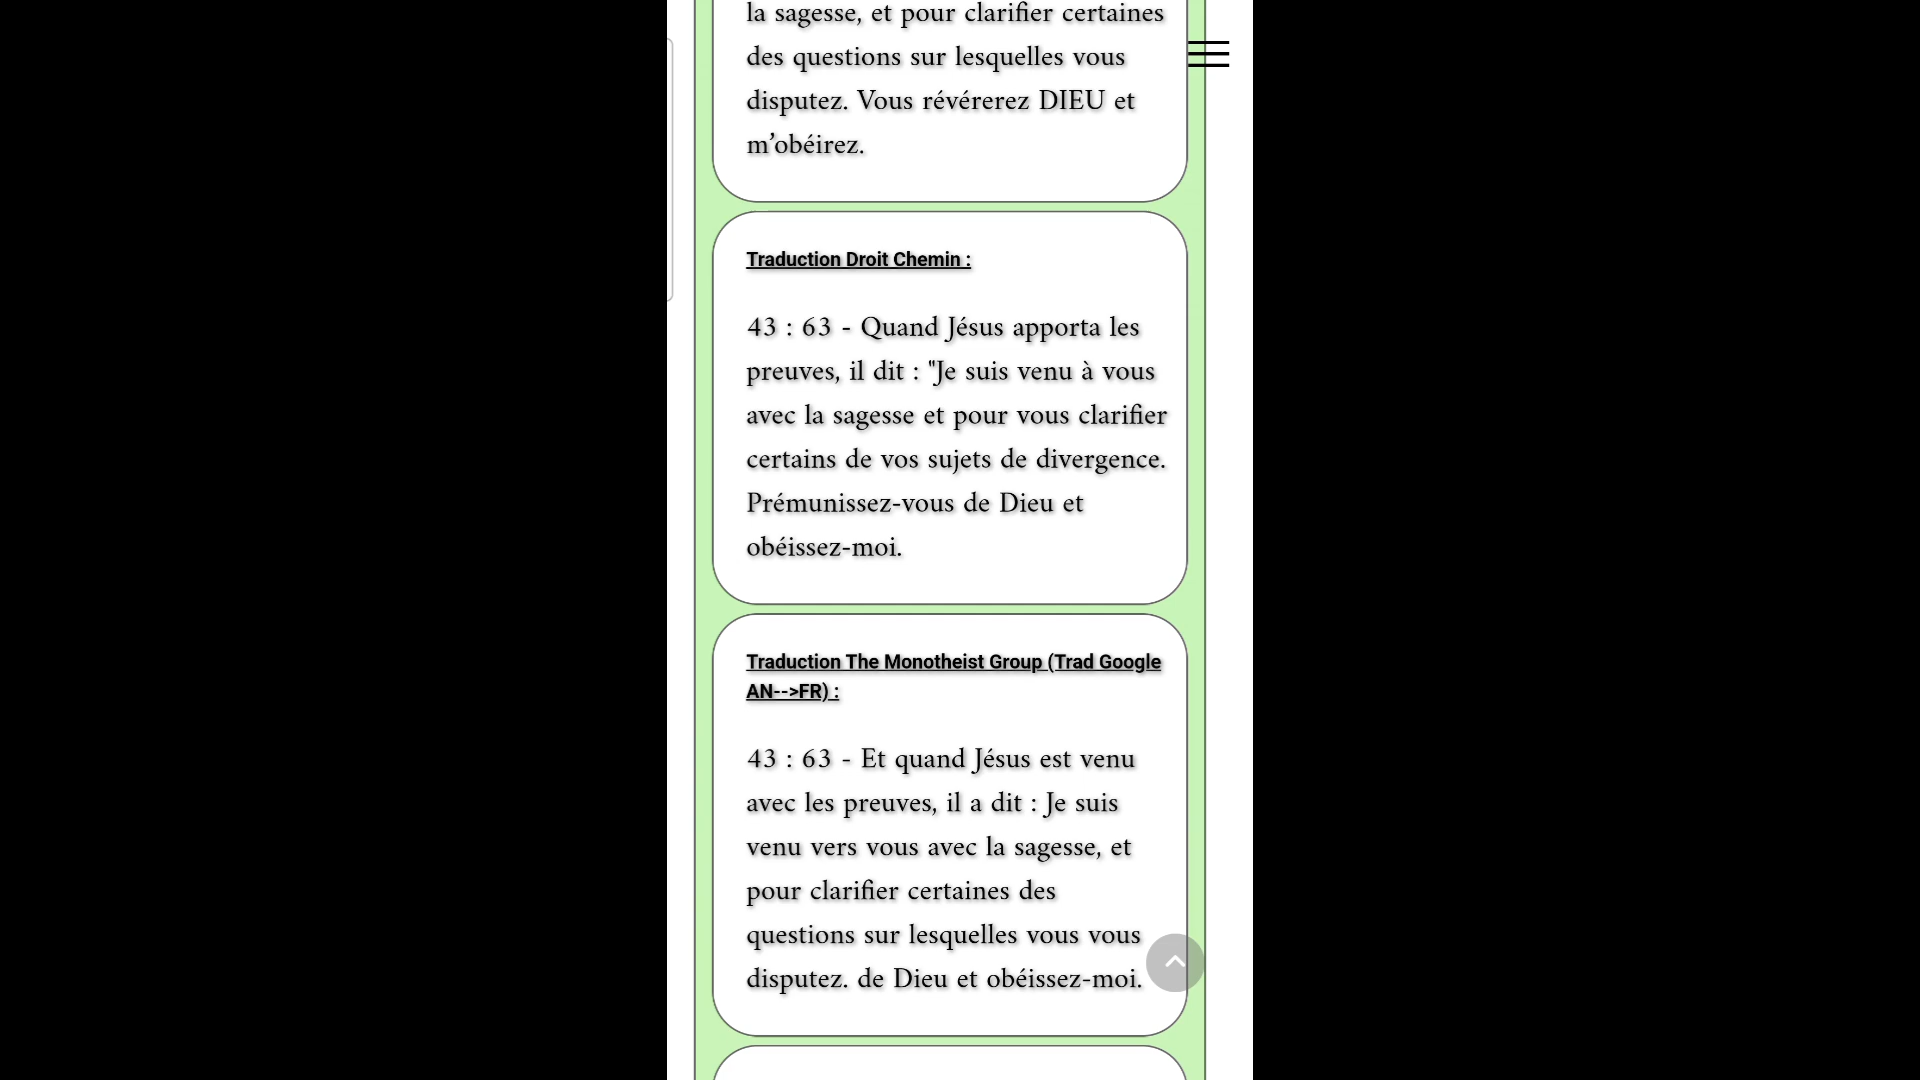 la sagesse, et pour clarifier certaines
des questions sur lesquelles vous
disputez. Vous révérerez DIEU et
m’obéirez.
Traduction Droit Chemin :
43 : 63 - Quand Jésus apporta les
preuves, il dit : "Je suis venu à vous
avec la sagesse et pour vous clarifier
certains de vos sujets de divergence.
Prémunissez-vous de Dieu et
obéissez-moi.
Traduction The Monotheist Group (Trad Google
AN-->FR) :
43 : 63 - Et quand Jésus est venu
avec les preuves, il a dit : Je suis
venu vers vous avec la sagesse, et
pour clarifier certaines des
questions sur lesquelles vous vous
disputez. de Dieu et obéissez-moi.